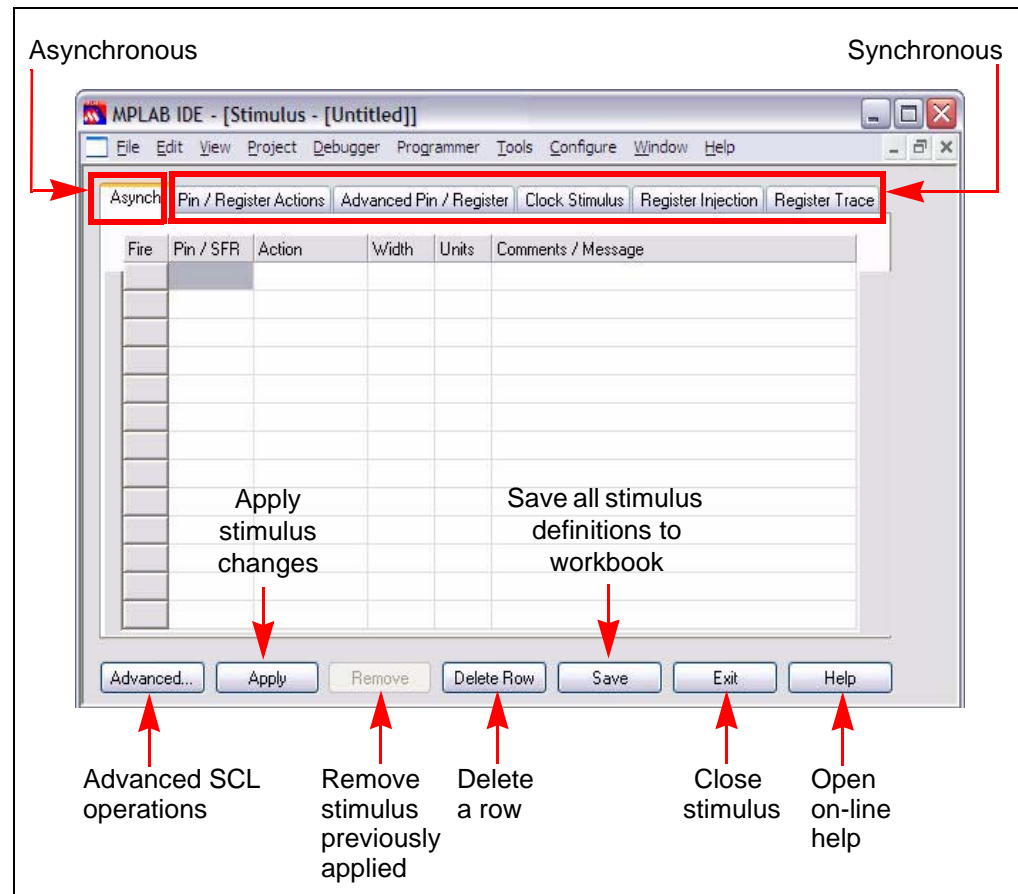 Asynchronous
Synchronous
MPLAB IDE - [Stimulus - [Untitled]]
File Edit View Project Debugger Programmer Tools Configure Window Help
Asynch Pin / Register Actions Advanced Pin / Register Clock Stimulus Register Injection Register Trace
Fire Pin / SFR Action Width Units Comments / Message
Apply
stimulus
changes
Save all stimulus
definitions to
workbook
Advanced... Apply Remove Delete Row Save Exit Help
Advanced SCL
operations
Remove
stimulus
previously
applied
Delete
a row
Close
stimulus
Open
on-line
help